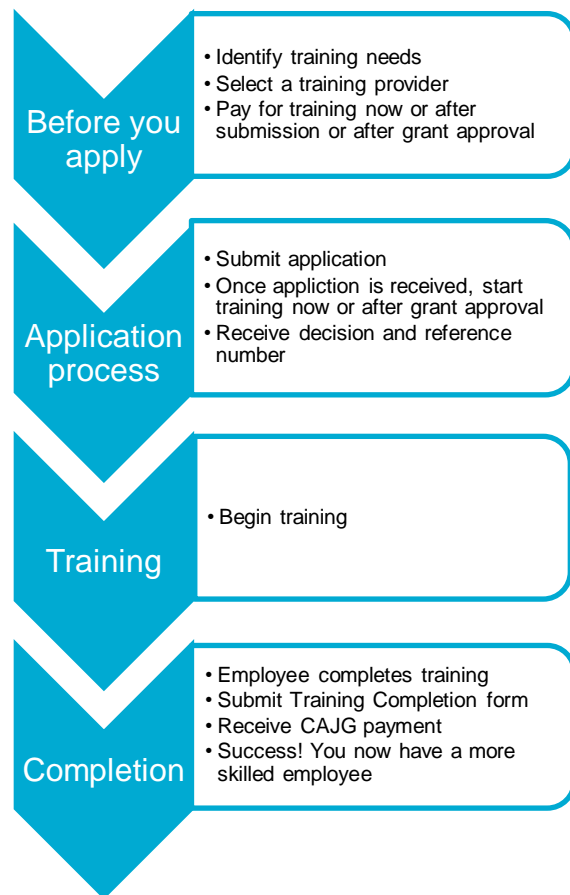 Before you
apply
• Identify training needs
• Select a training provider
• Pay for training now or after
submission or after grant approval
Application
process
• Submit application
• Once appliction is received, start
training now or after grant approval
• Receive decision and reference
number
Training
• Begin training
Completion
• Employee completes training
• Submit Training Completion form
• Receive CAJG payment
• Success! You now have a more
skilled employee